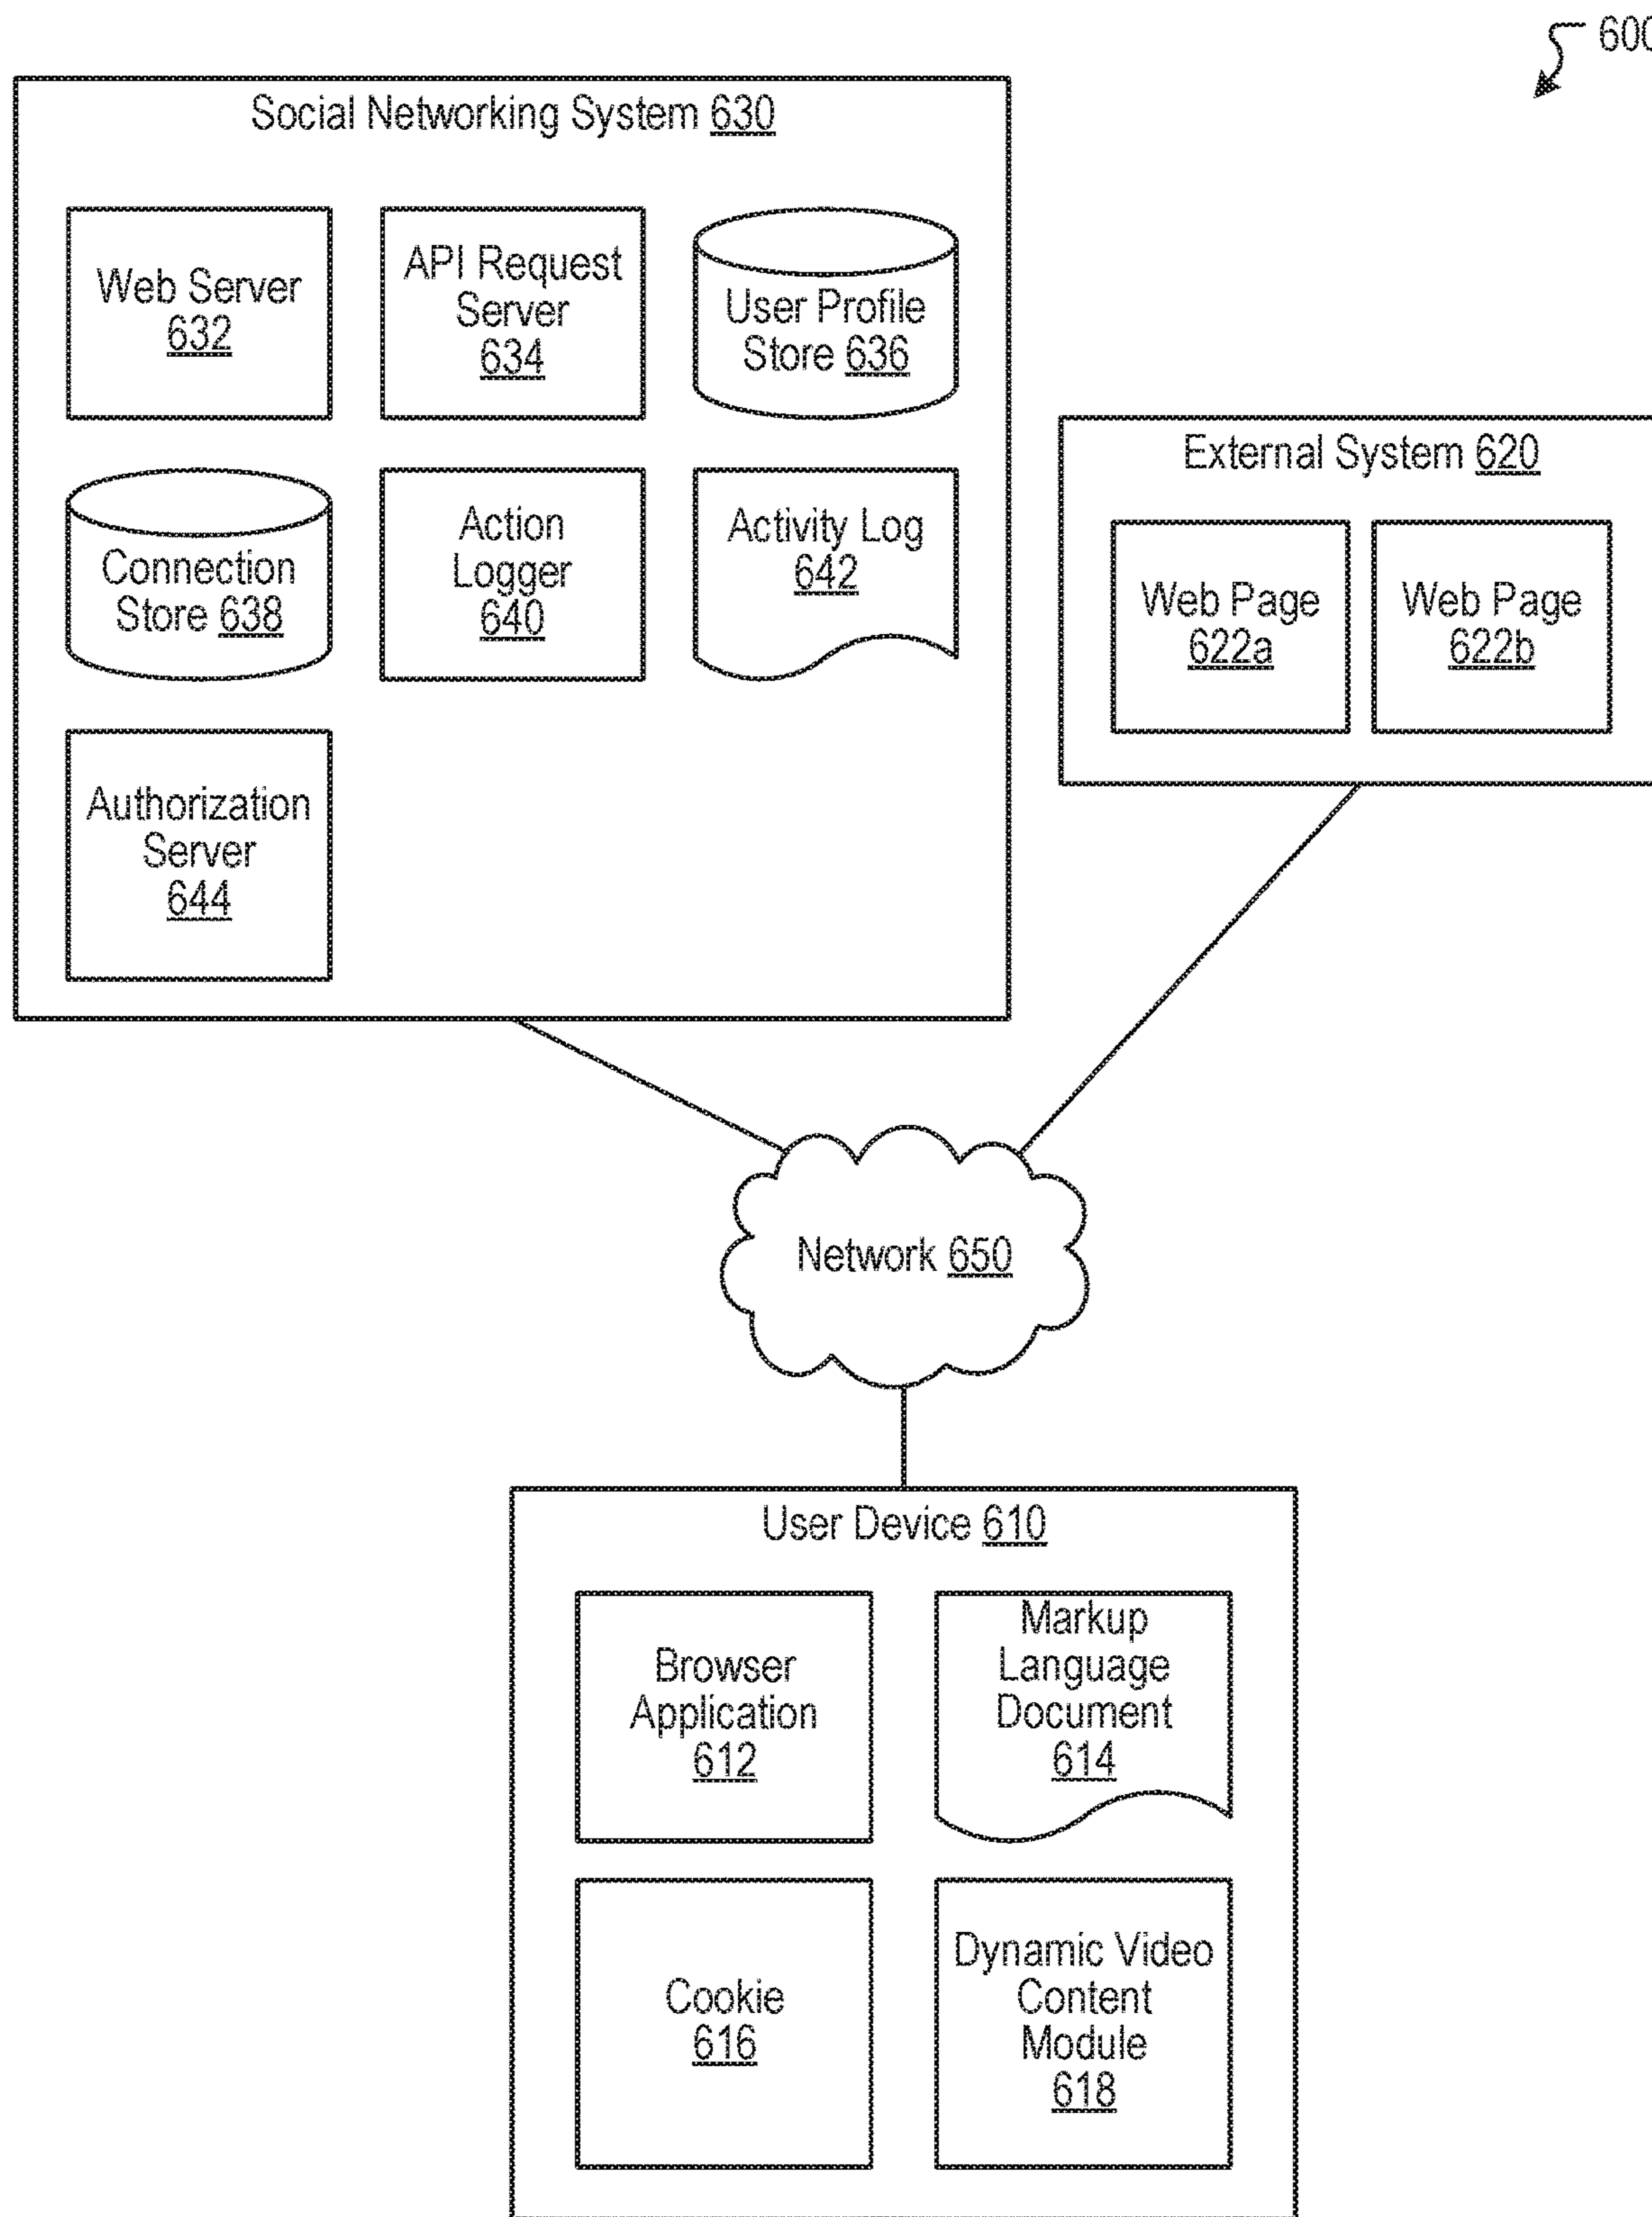 600
Social Networking System 630
Web Server
632
API Request
Server
634
User Profile
Store 636
Connection
Store 638
Action
Logger
640
Activity Log
642
Authorization
Server
644
External System 620
Web Page
622a
Web Page
622b
Network 650
User Device 610
Browser
Application
612
Markup
Language
Document
614
Cookie
616
Dynamic Video
Content
Module
618